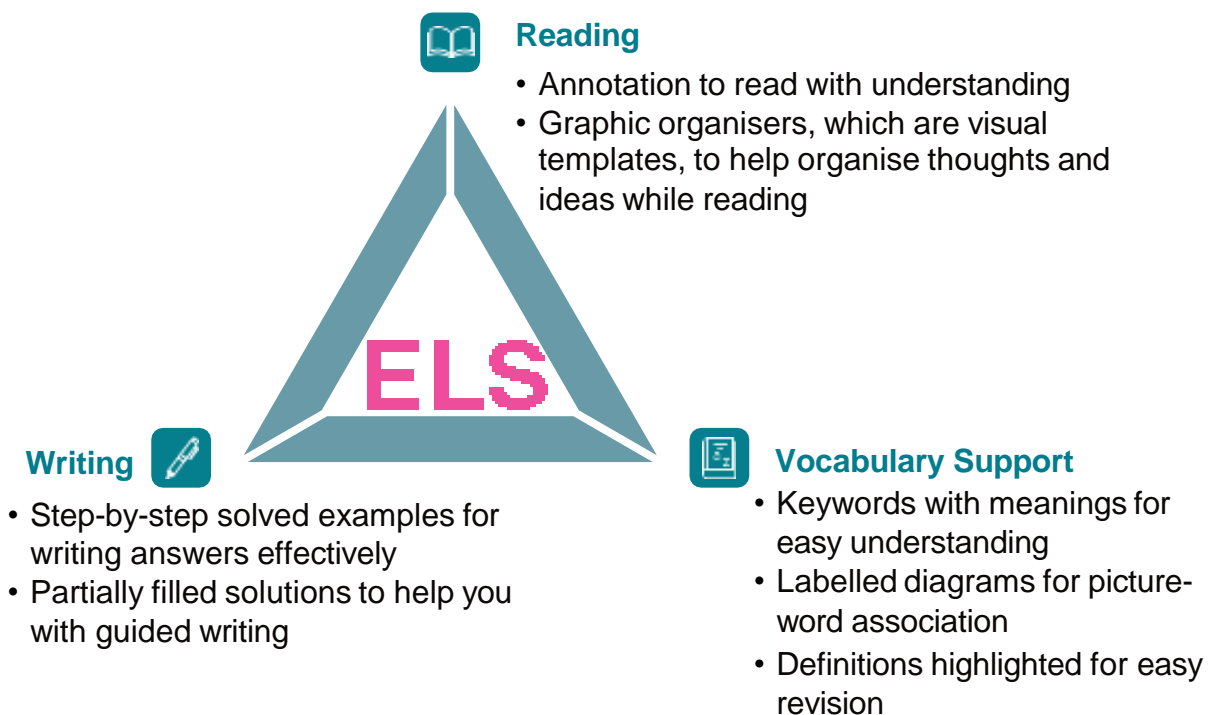 Reading
• Annotation to read with understanding
• Graphic organisers, which are visual
templates, to help organise thoughts and
ideas while reading
ELS
Writing
• Step-by-step solved examples for
writing answers effectively
• Partially filled solutions to help you
with guided writing
Vocabulary Support
• Keywords with meanings for
easy understanding
• Labelled diagrams for picture-
word association
• Definitions highlighted for easy
revision